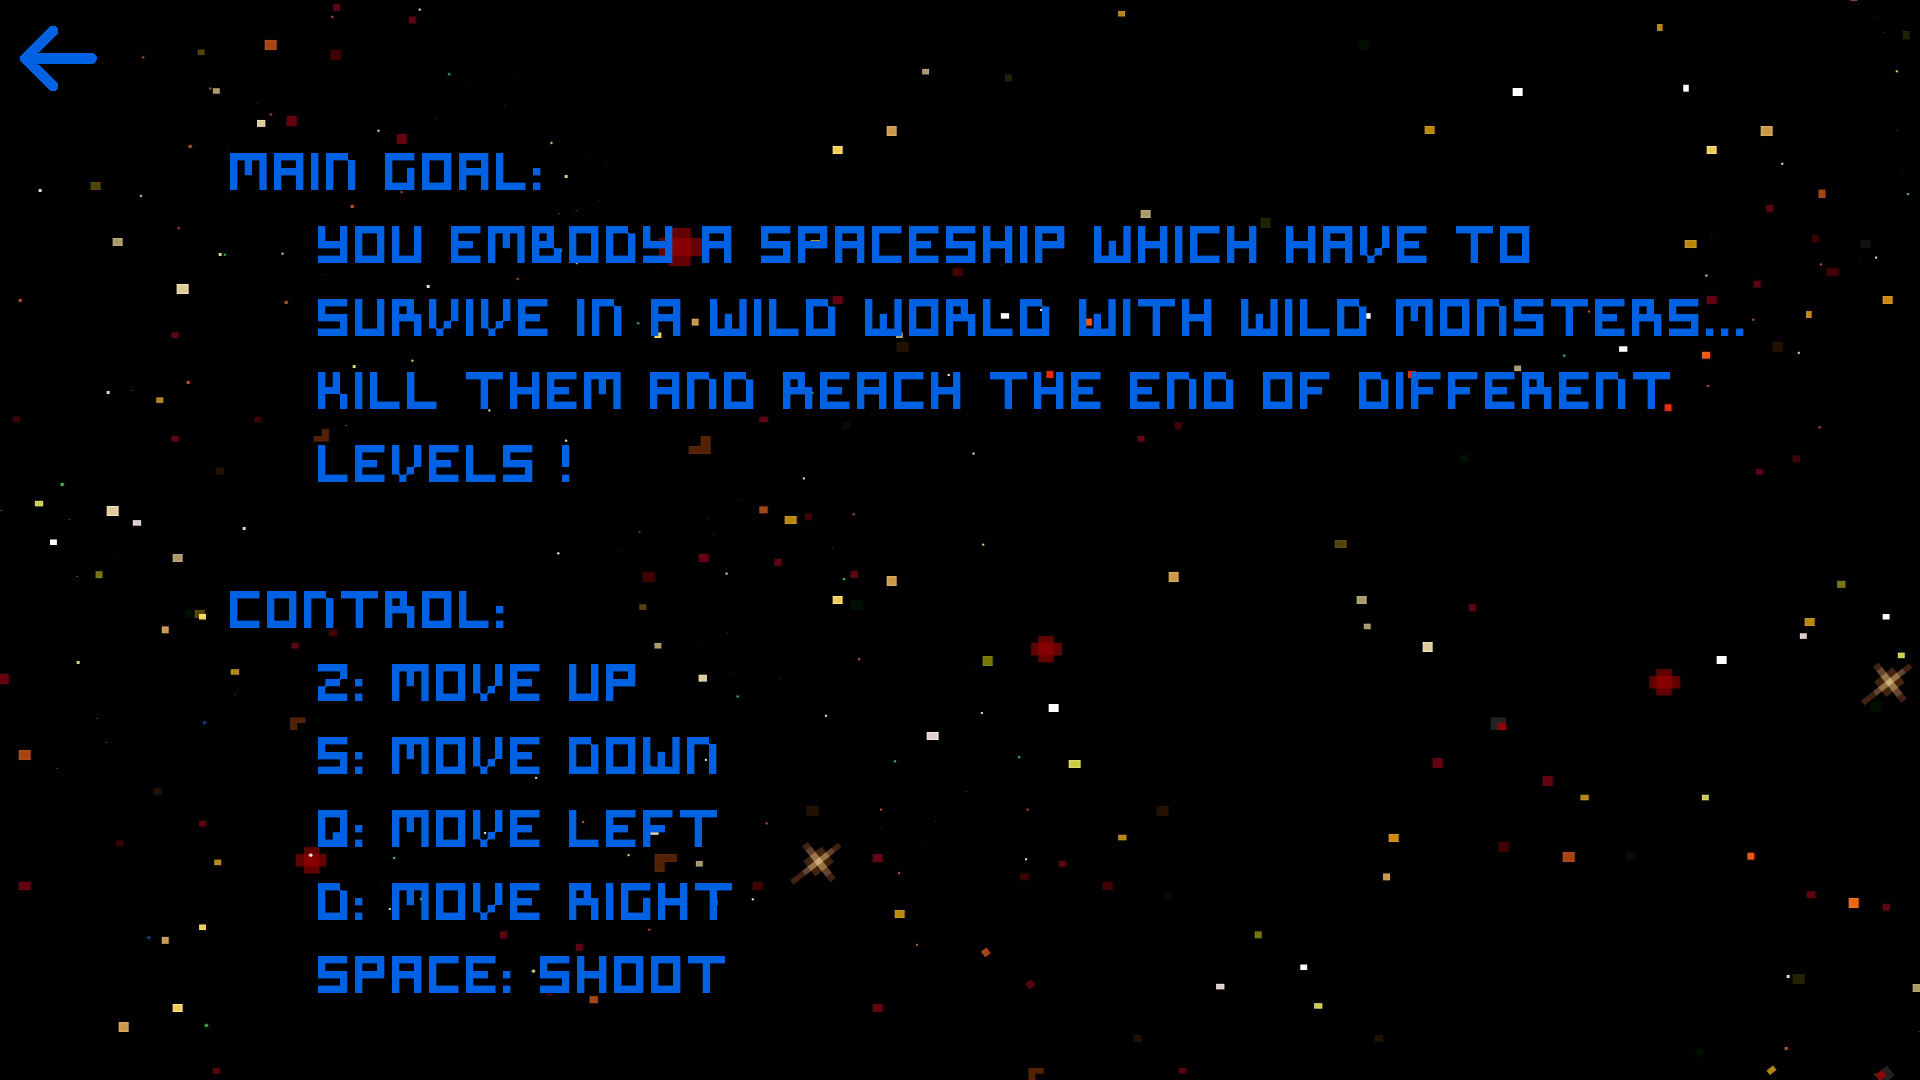 MAIN GOAL:
YOU EMBODY A SPACESHIP WHICH HAVE TO
SURVIVE IN A WILD WORLD WITH WILD MONSTERS...
KILL THEM AND REACH THE END OF DIFFERENT
LEVELS !
CONTROL:
Z: MOVE UP
S: MOVE DOWN
Q: MOVE LEFT
D: MOVE RIGHT
SPACE: SHOOT